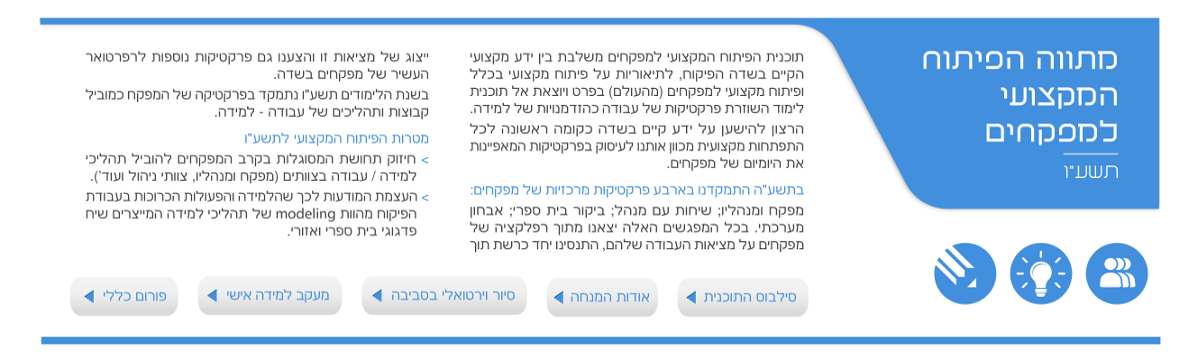 מתווה הפיתוח
המקצועי
למפקחים
תשע״ו
תוכנית הפיתוח המקצועי למפקחים משלבת בין ידע מקצועי
הקיים בשדה הפיקוח, לתיאוריות על פיתוח מקצועי בכלל
ופיתוח מקצועי למפקחים (מהעולם) בפרט ויוצאת אל תוכנית
לימוד השוזרת פרקטיקות של עבודה כהזדמנויות של למידה.
הרצון להישען על ידע קיים בשדה כקומה ראשונה לכל
התפתחות מקצועית מכוון אותנו לעיסוק בפרקטיקות המאפיינות
את היומיום של מפקחים.
בתשע"ה התמקדנו בארבע פרקטיקות מרכזיות של מפקחים:
מפקח ומנהליו; שיחות עם מנהל; ביקור בית ספרי; אבחון
מערכתי. בכל המפגשים האלה יצאנו מתוך רפלקציה של
מפקחים על מציאות העבודה שלהם, התנסינו יחד כרשת תוך
ייצוג של מציאות זו והצענו גם פרקטיקות נוספות לרפרטואר
העשיר של מפקחים בשדה.
בשנת הלימודים תשע"ו נתמקד בפרקטיקה של המפקח כמוביל
קבוצות ותהליכים של עבודה - למידה.
מטרות הפיתוח המקצועי לתשע"ו
> חיזוק תחושת המסוגלות בקרב המפקחים להוביל תהליכי
למידה / עבודה בצוותים (מפקח ומנהליו, צוותי ניהול ועוד').
> העצמת המודעות לכך שהלמידה והפעולות הכרוכות בעבודת
הפיקוח מהוות modeling של תהליכי למידה המייצרים שיח
פדגוגי בית ספרי ואזורי.
סילבוס התוכנית
אודות המנחה
סיור וירטואלי בסביבה
מעקב למידה אישי
פורום כללי